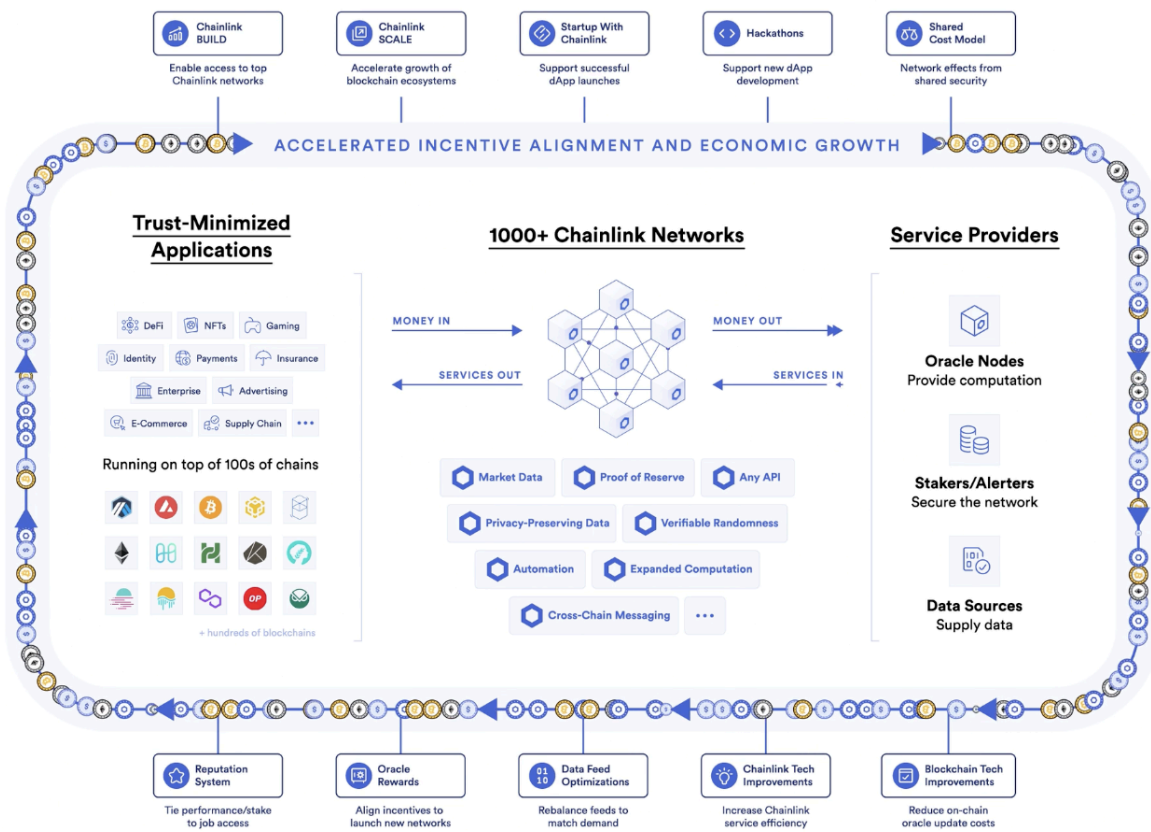 Chainlink
BUILD
Enable access to top
Chainlink networks
Chainlink
SCALE
Accelerate growth of
blockchain ecosystems
Startup With
Chainlink
Support successful
dApp launches
Hackathons
Support new dApp
development
Shared
Cost Model
Network effects from
shared security
ACCELERATED INCENTIVE ALIGNMENT AND ECONOMIC GROWTH
Trust-Minimized
Applications
DeFi
NFTs
Gaming
Identity
Payments
Insurance
Enterprise
Advertising
E-Commerce
Supply Chain
...
Running on top of 100s of chains
OP
+ hundreds of blockchains
1000+ Chainlink Networks
MONEY IN
SERVICES OUT
MONEY OUT
SERVICES IN
Market Data
Proof of Reserve
Any API
Privacy-Preserving Data
Verifiable Randomness
Automation
Expanded Computation
Cross-Chain Messaging
...
Service Providers
Oracle Nodes
Provide computation
Stakers/Alerters
Secure the network
Data Sources
Supply data
Reputation
System
Tie performance/stake
to job access
Oracle
Rewards
Align incentives to
launch new networks
01
10
Data Feed
Optimizations
Rebalance feeds to
match demand
Chainlink Tech
Improvements
Increase Chainlink
service efficiency
Blockchain Tech
Improvements
Reduce on-chain
oracle update costs